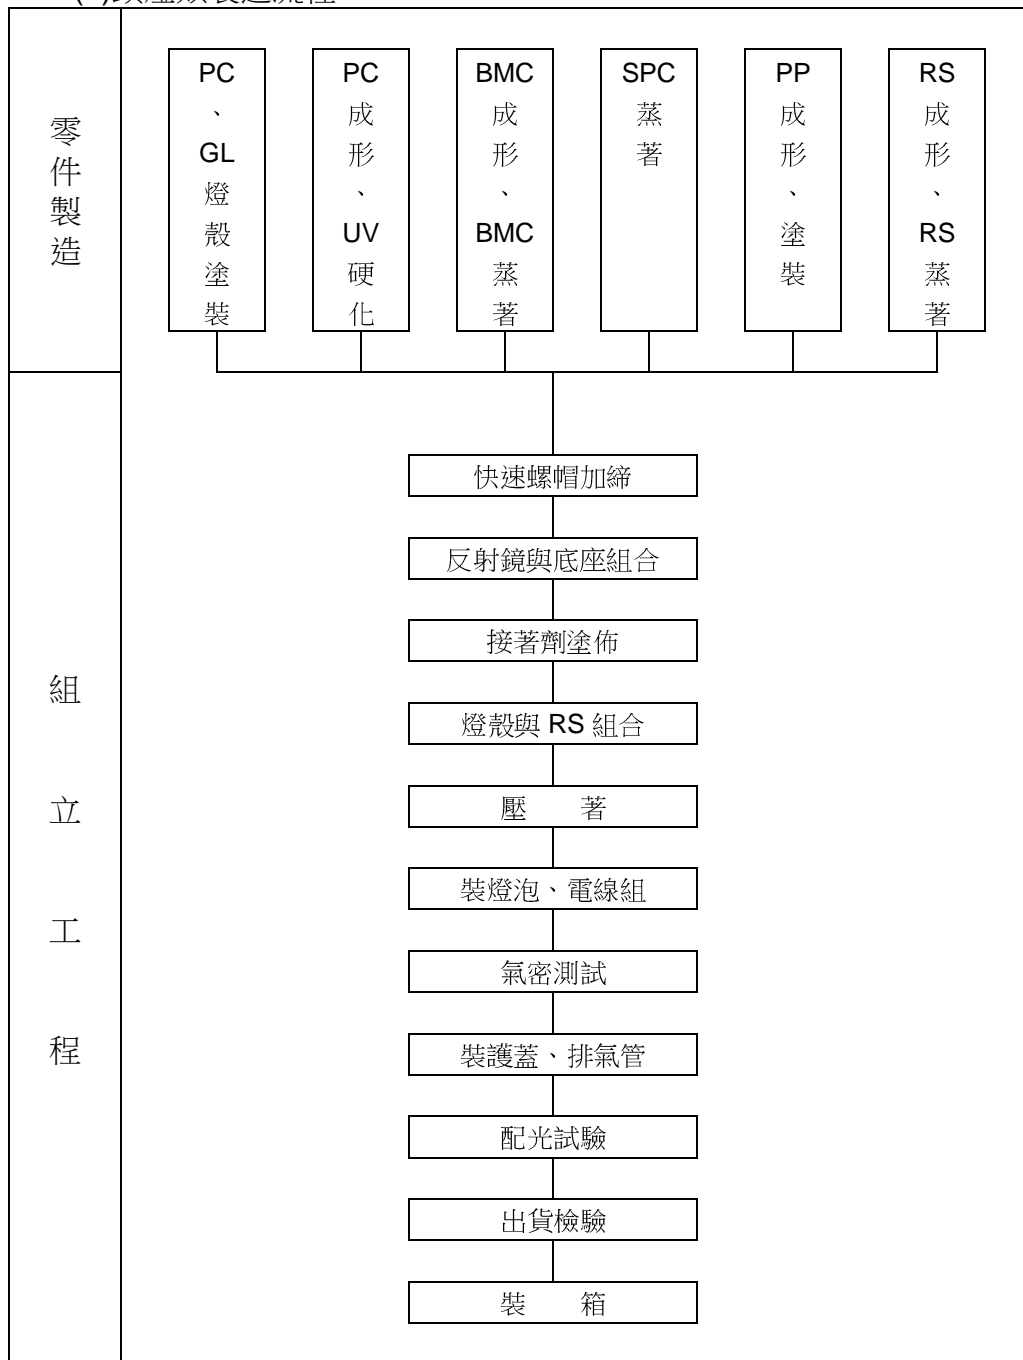 零件製造
PC、GL燈殼塗裝
PC成形、UV硬化
BMC成形、BMC蒸著
SPC蒸著
PP成形、塗裝
RS成形、RS蒸著
組立工程
快速螺帽加締
反射鏡與底座組合
接著劑塗佈
燈殼與 RS 組合
壓 著
裝燈泡、電線組
氣密測試
裝護蓋、排氣管
配光試驗
出貨檢驗
裝 箱